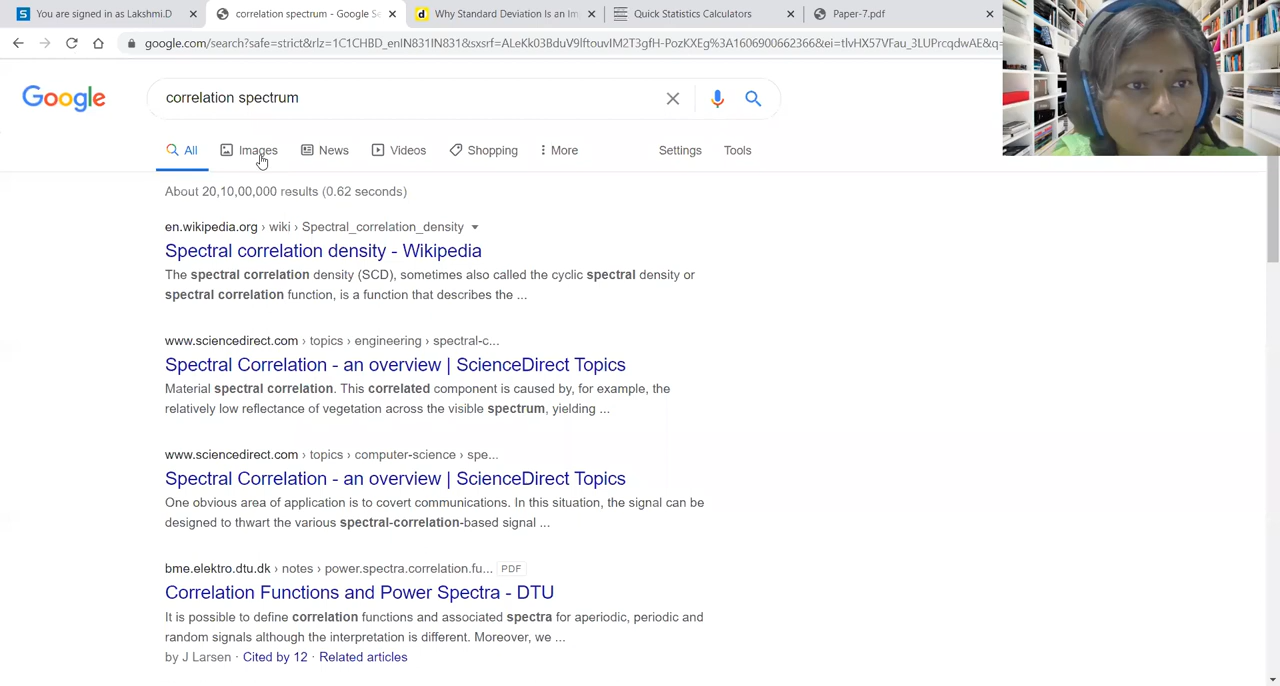 You are signed in as Lakshmi.D
correlation spectrum - Google Se
d Why Standard Deviation Is an Im
Quick Statistics Calculators
Paper-7.pdf
google.com/search?safe=strict&rlz=1C1CHBD_enIN831IN831&sxsrf=ALeKk03BduV9lftouvIM2T3gfH-PozKXEg%3A1606900662366&ei=tlvHX57VFau_3LUPrcqdwAE&q=
Google
correlation spectrum
All
Images
News
Videos
Shopping
More
Settings
Tools
About 20,10,00,000 results (0.62 seconds)
en.wikipedia.org › wiki › Spectral_correlation_density
Spectral correlation density - Wikipedia
The spectral correlation density (SCD), sometimes also called the cyclic spectral density or
spectral correlation function, is a function that describes the ...
www.sciencedirect.com › topics › engineering › spectral-c...
Spectral Correlation - an overview | ScienceDirect Topics
Material spectral correlation. This correlated component is caused by, for example, the
relatively low reflectance of vegetation across the visible spectrum, yielding ...
www.sciencedirect.com › topics › computer-science › spe...
Spectral Correlation - an overview | ScienceDirect Topics
One obvious area of application is to covert communications. In this situation, the signal can be
designed to thwart the various spectral-correlation-based signal ...
bme.elektro.dtu.dk › notes › power.spectra.correlation.fu... PDF
Correlation Functions and Power Spectra - DTU
It is possible to define correlation functions and associated spectra for aperiodic, periodic and
random signals although the interpretation is different. Moreover, we ...
by J Larsen · Cited by 12 · Related articles